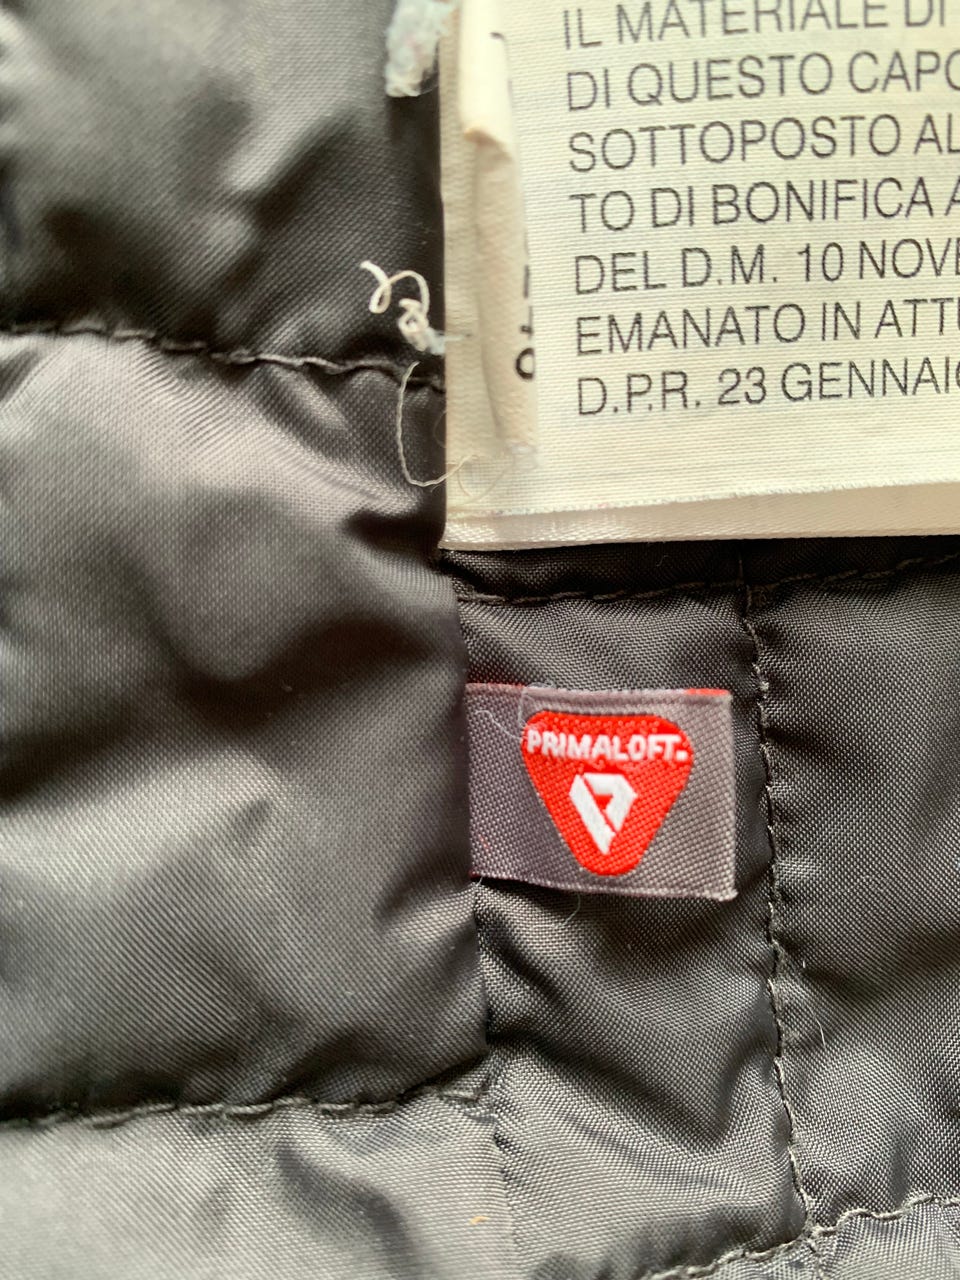 IL MATERIALE DI
DI QUESTO CAPO
SOTTOPOSTO AL
TO DI BONIFICA A
DEL D.M. 10 NOVE
EMANATO IN ATTU
D.P.R. 23 GENNAIO
PRIMALOFT.